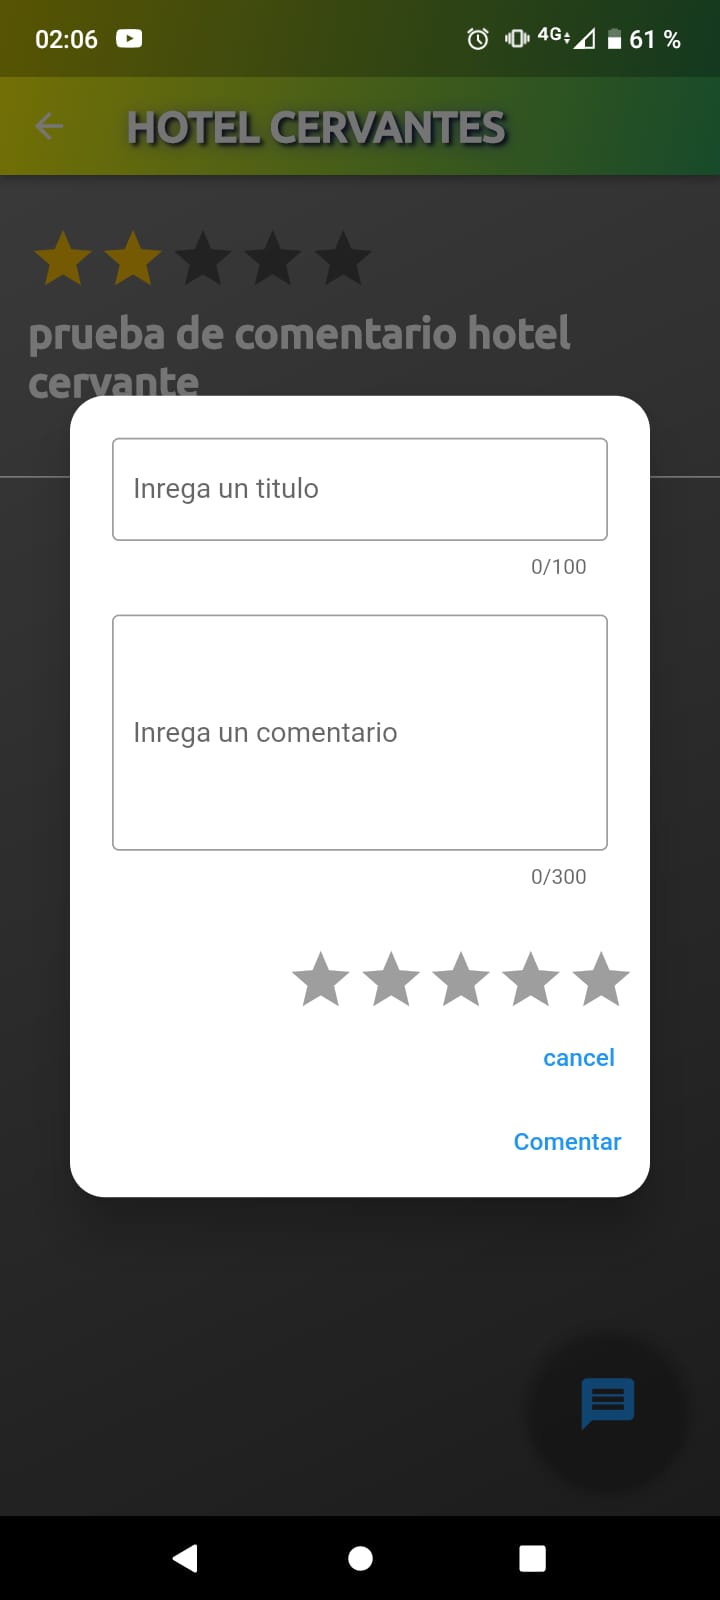 02:06
4G 61 %
HOTEL CERVANTES
prueba de comentario hotel
cervante
Inrega un titulo
0/100
Inrega un comentario
0/300
cancel
Comentar